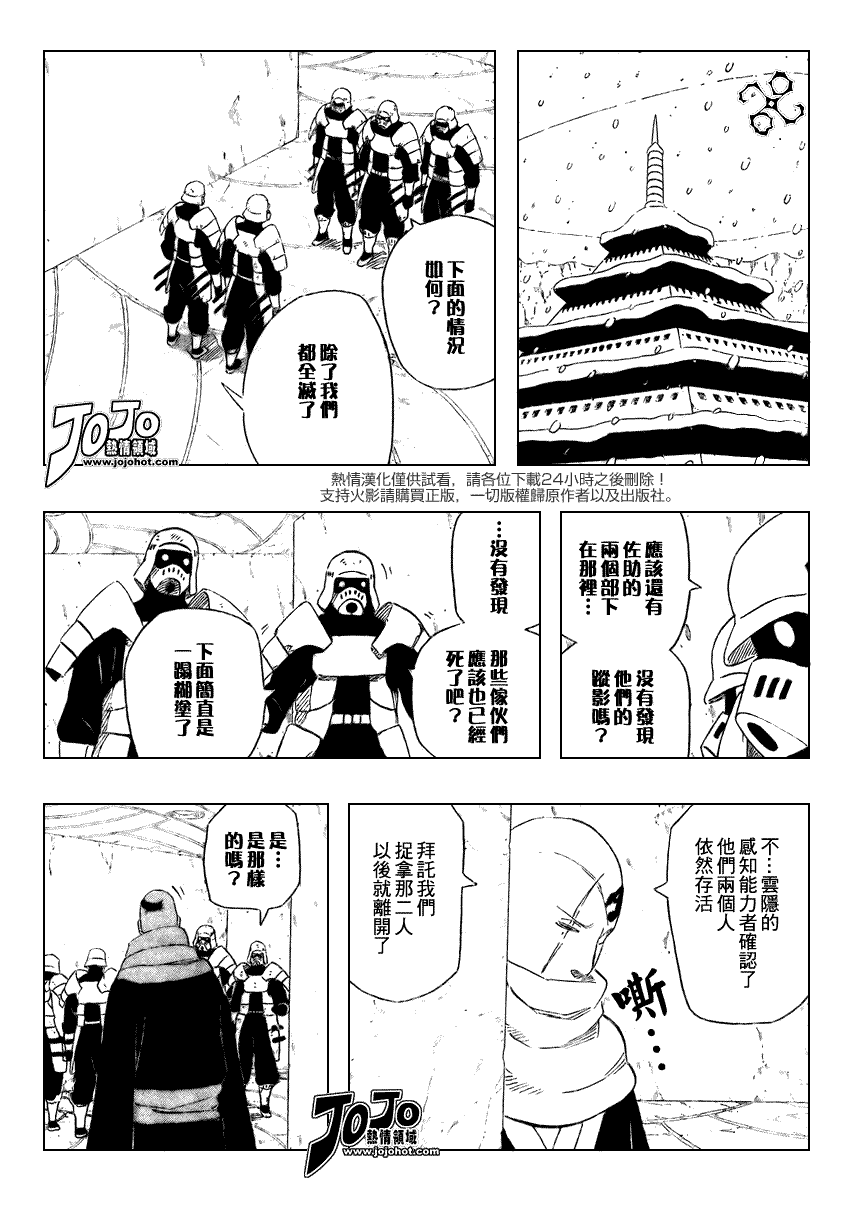 下面的情況
如何？
除了我們
都全滅了
JOJO
熱情領域
www.jojohot.com
熱情漢化僅供試看，請各位下載24小時之後刪除！
支持火影請購買正版，一切版權歸原作者以及出版社。
應該還有
佐助的
兩個部下
在那裡…
沒有發現
他們的
蹤影嗎？
…沒有發現
那些傢伙們
應該也已經
死了吧？
下面簡直是
一蹋糊塗了
不…雲隱的
感知能力者確認了
他們兩個人
依然存活
嘶…
拜託我們
捉拿那二人
以後就離開了
是…
是那樣
的嗎？
JOJO
熱情領域
www.jojohot.com